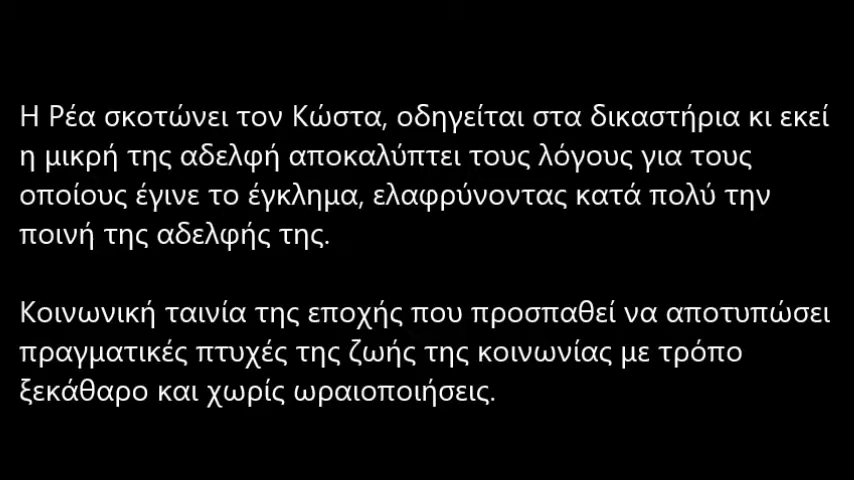 Η Ρέα σκοτώνει τον Κώστα, οδηγείται στα δικαστήρια κι εκεί
η μικρή της αδελφή αποκαλύπτει τους λόγους για τους
οποίους έγινε το έγκλημα, ελαφρύνοντας κατά πολύ την
ποινή της αδελφής της.
Κοινωνική ταινία της εποχής που προσπαθεί να αποτυπώσει
πραγματικές πτυχές της ζωής της κοινωνίας με τρόπο
ξεκάθαρο και χωρίς ωραιοποιήσεις.